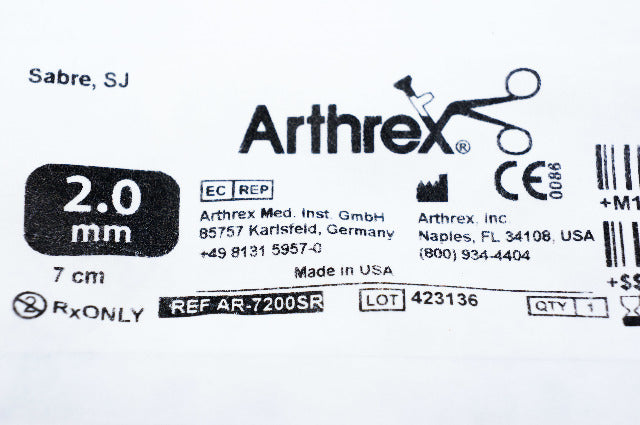 Sabre, SJ
Arthrex®
2.0
mm
7 cm
EC REP
Arthrex Med. Inst. GmbH
85757 Karlsfeld, Germany
+49 8131 5957-0
Arthrex, Inc
Naples, FL 34108, USA
(800) 934-4404
CE 0086
Made in USA
2 RxONLY
REF AR-7200SR
LOT 423136
QTY 1
+M1
+$$